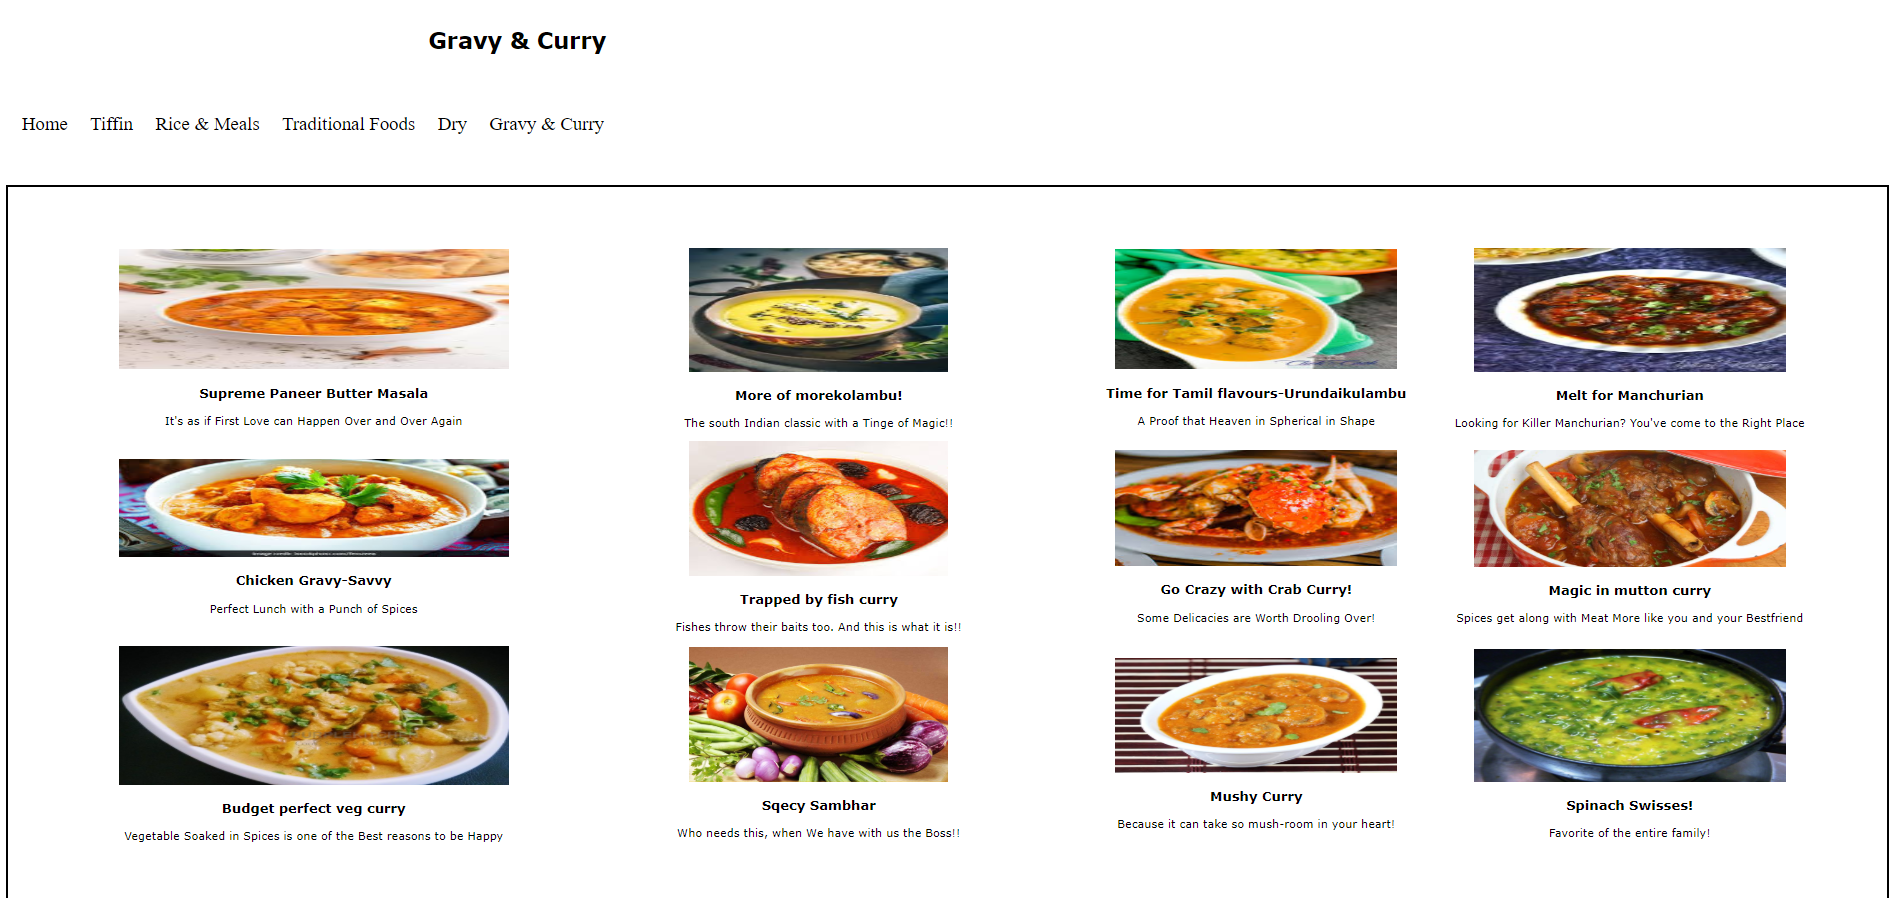 Gravy & Curry
Home Tiffin Rice & Meals Traditional Foods Dry Gravy & Curry
Supreme Paneer Butter Masala
It's as if First Love can Happen Over and Over Again
More of morekolambu!
The south Indian classic with a Tinge of Magic!!
Time for Tamil flavours-Urundaikulambu
A Proof that Heaven in Spherical in Shape
Melt for Manchurian
Looking for Killer Manchurian? You've come to the Right Place
Chicken Gravy-Savvy
Perfect Lunch with a Punch of Spices
Trapped by fish curry
Fishes throw their baits too. And this is what it is!!
Go Crazy with Crab Curry!
Some Delicacies are Worth Drooling Over!
Magic in mutton curry
Spices get along with Meat More like you and your Bestfriend
Budget perfect veg curry
Vegetable Soaked in Spices is one of the Best reasons to be Happy
Sqecy Sambhar
Who needs this, when We have with us the Boss!!
Mushy Curry
Because it can take so mush-room in your heart!
Spinach Swisses!
Favorite of the entire family!